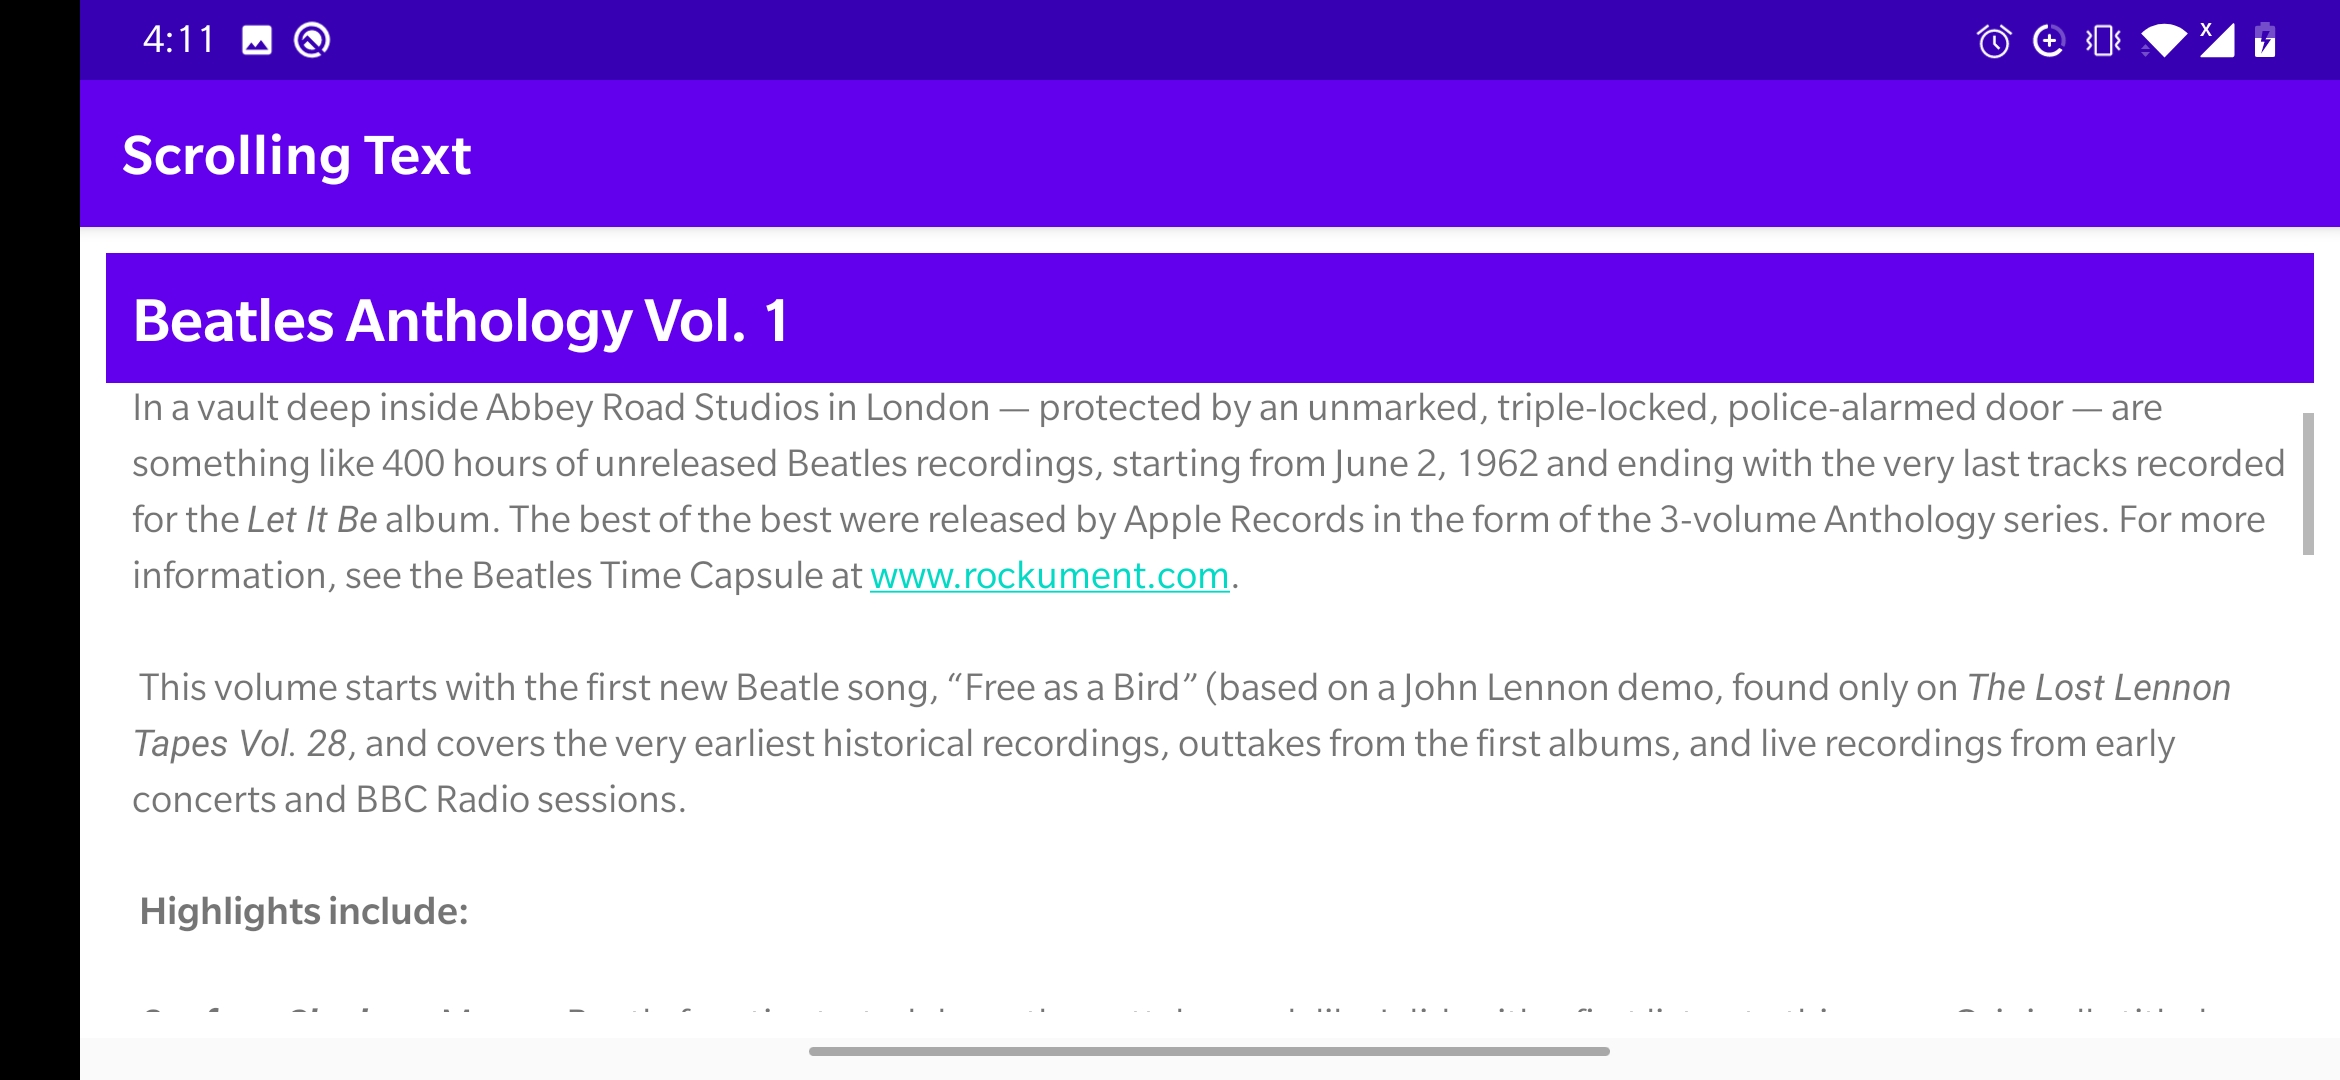 4:11
Scrolling Text
Beatles Anthology Vol. 1
In a vault deep inside Abbey Road Studios in London — protected by an unmarked, triple-locked, police-alarmed door — are
something like 400 hours of unreleased Beatles recordings, starting from June 2, 1962 and ending with the very last tracks recorded
for the Let It Be album. The best of the best were released by Apple Records in the form of the 3-volume Anthology series. For more
information, see the Beatles Time Capsule at www.rockument.com.
This volume starts with the first new Beatle song, “Free as a Bird” (based on a John Lennon demo, found only on The Lost Lennon
Tapes Vol. 28, and covers the very earliest historical recordings, outtakes from the first albums, and live recordings from early
concerts and BBC Radio sessions.
Highlights include: